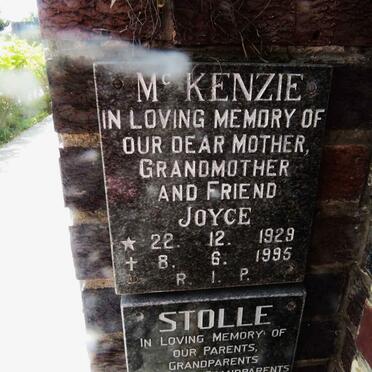 McKENZIE
IN LOVING MEMORY OF
OUR DEAR MOTHER,
GRANDMOTHER
AND FRIEND
JOYCE
★ 22. 12. 1929
✝ 8. 6. 1995
R. I. P.
STOLLE
IN LOVING MEMORY OF
OUR PARENTS,
GRANDPARENTS